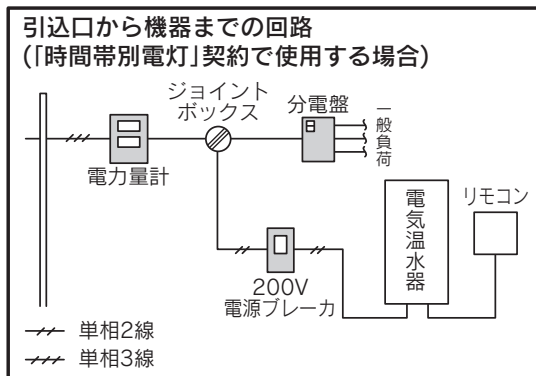 引込口から機器までの回路
(「時間帯別電灯」契約で使用する場合)
ジョイント
ボックス
分電盤
一般負荷
電力量計
電気温水器
リモコン
200V
電源ブレーカ
単相2線
単相3線